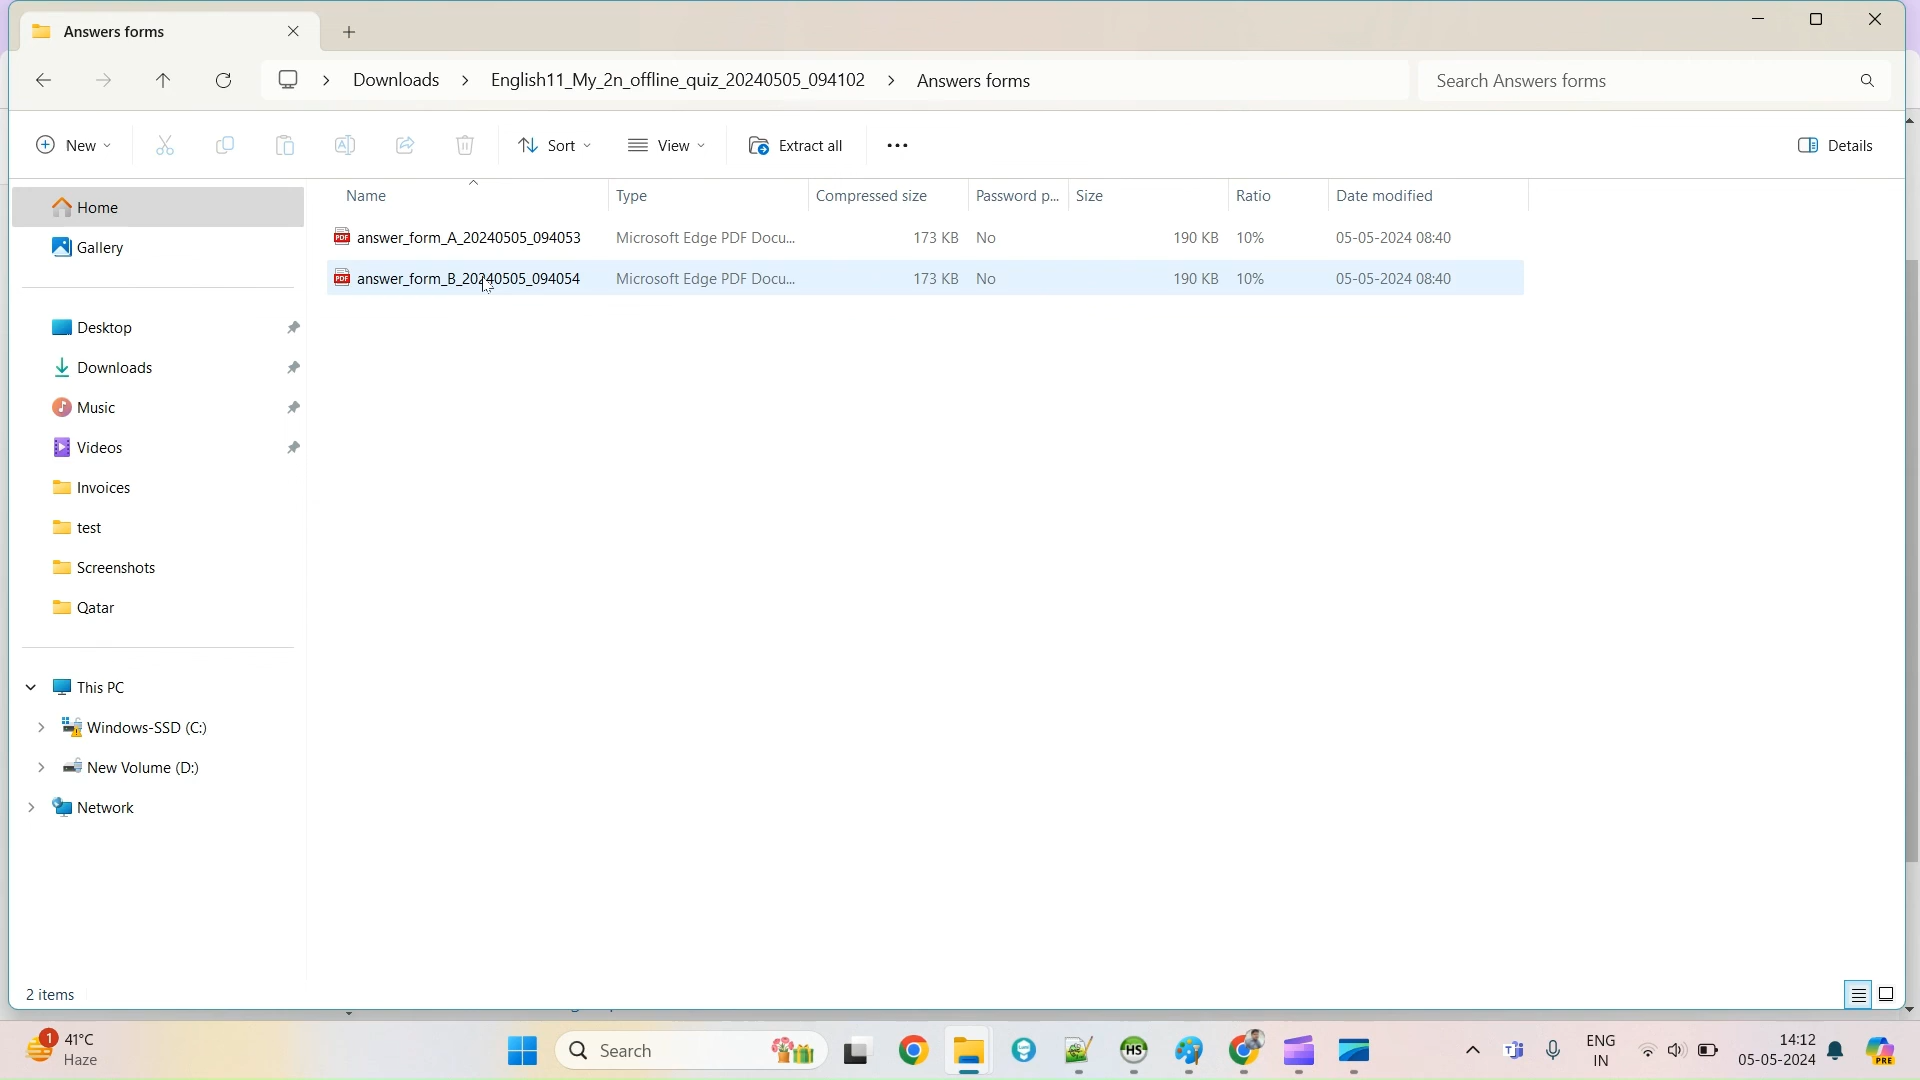 Answers forms
Downloads > English11_My_2n_offline_quiz_20240505_094102 > Answers forms
Search Answers forms
New
Sort
View
Extract all
Details
Name Type Compressed size Password p... Size Ratio Date modified
answer_form_A_20240505_094053 Microsoft Edge PDF Docu... 173 KB No 190 KB 10% 05-05-2024 08:40
answer_form_B_20240505_094054 Microsoft Edge PDF Docu... 173 KB No 190 KB 10% 05-05-2024 08:40
Home
Gallery
Desktop
Downloads
Music
Videos
Invoices
test
Screenshots
Qatar
This PC
Windows-SSD (C:)
New Volume (D:)
Network
2 items
1
41°C
Haze
Search
HS
ENG
IN
14:12
05-05-2024
PRE